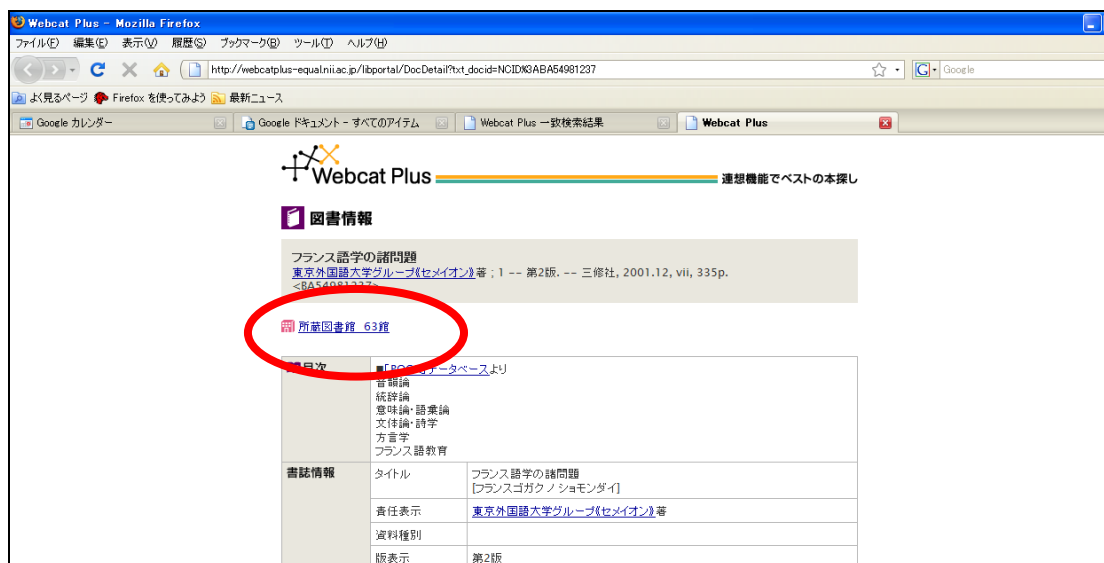 Webcat Plus - Mozilla Firefox
ファイル(F) 編集(E) 表示(V) 履歴(S) ブックマーク(B) ツール(T) ヘルプ(H)
http://webcatplus-equal.nii.ac.jp/libportal/DocDetail?txt_docid=NCID%3ABA54981237
Google
よく見るページ Firefox を使ってみよう 最新ニュース
Google カレンダー Google ドキュメント - すべてのアイテム Webcat Plus 一致検索結果 Webcat Plus
Webcat Plus 連想機能でベストの本探し
図書情報
フランス語学の諸問題
東京外国語大学グループ《セメイオン》著 ; 1 -- 第2版. -- 三修社, 2001.12, vii, 335p.
<BA54981237>
所蔵図書館 63館
目次 ■「BOOK」データベースより
音韻論
統辞論
意味論・語彙論
文体論・詩学
方言学
フランス語教育
書誌情報 タイトル フランス語学の諸問題
[フランスゴガク ノ ショモンダイ]
責任表示 東京外国語大学グループ《セメイオン》著
資料種別
版表示 第2版